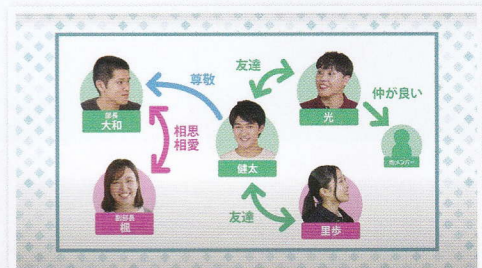 尊敬
友達
仲が良い
部長
大和
光
相思
相愛
健太
他メンバー
副部長
楓
友達
里歩